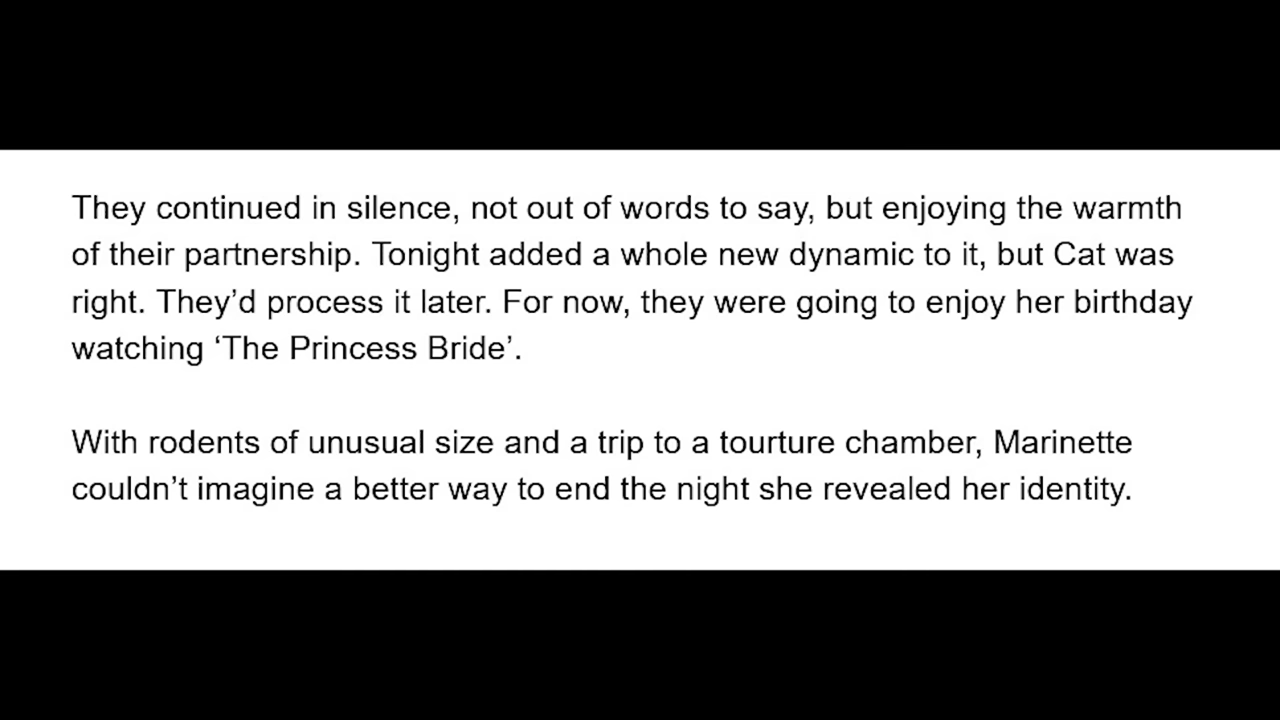 They continued in silence, not out of words to say, but enjoying the warmth
of their partnership. Tonight added a whole new dynamic to it, but Cat was
right. They’d process it later. For now, they were going to enjoy her birthday
watching ‘The Princess Bride’.
With rodents of unusual size and a trip to a tourture chamber, Marinette
couldn’t imagine a better way to end the night she revealed her identity.